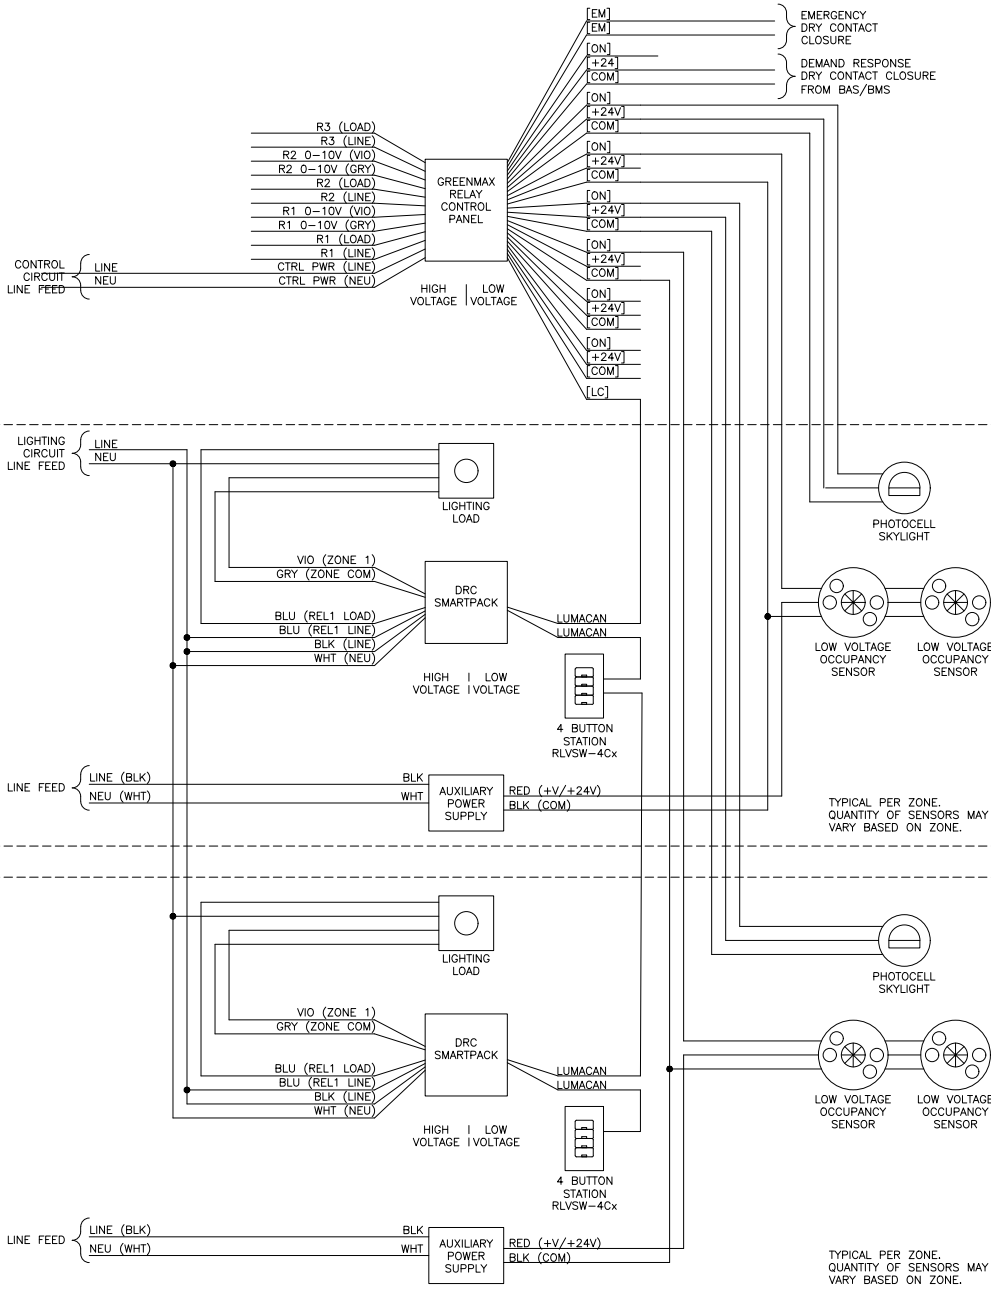 [EM]
[EM]
EMERGENCY
DRY CONTACT
CLOSURE
[ON]
[+24]
[COM]
DEMAND RESPONSE
DRY CONTACT CLOSURE
FROM BAS/BMS
[ON]
[+24V]
[COM]
[ON]
[+24V]
[COM]
[ON]
[+24V]
[COM]
[ON]
[+24V]
[COM]
[ON]
[+24V]
[COM]
[ON]
[+24V]
[COM]
[LC]
R3 (LOAD)
R3 (LINE)
R2 0-10V (VIO)
R2 0-10V (GRY)
R2 (LOAD)
R2 (LINE)
R1 0-10V (VIO)
R1 0-10V (GRY)
R1 (LOAD)
R1 (LINE)
CTRL PWR (LINE)
CTRL PWR (NEU)
GREENMAX
RELAY
CONTROL
PANEL
CONTROL
CIRCUIT
LINE FEED
LINE
NEU
HIGH | LOW
VOLTAGE | VOLTAGE
LIGHTING
CIRCUIT
LINE FEED
LINE
NEU
LIGHTING
LOAD
PHOTOCELL
SKYLIGHT
VIO (ZONE 1)
GRY (ZONE COM)
BLU (REL1 LOAD)
BLU (REL1 LINE)
BLK (LINE)
WHT (NEU)
DRC
SMARTPACK
LUMACAN
LUMACAN
HIGH | LOW
VOLTAGE | VOLTAGE
LOW VOLTAGE
OCCUPANCY
SENSOR
LOW VOLTAGE
OCCUPANCY
SENSOR
4 BUTTON
STATION
RLVSW-4Cx
LINE FEED
LINE (BLK)
NEU (WHT)
BLK
WHT
AUXILIARY
POWER
SUPPLY
RED (+V/+24V)
BLK (COM)
TYPICAL PER ZONE.
QUANTITY OF SENSORS MAY
VARY BASED ON ZONE.
LIGHTING
LOAD
PHOTOCELL
SKYLIGHT
VIO (ZONE 1)
GRY (ZONE COM)
BLU (REL1 LOAD)
BLU (REL1 LINE)
BLK (LINE)
WHT (NEU)
DRC
SMARTPACK
LUMACAN
LUMACAN
HIGH | LOW
VOLTAGE | VOLTAGE
LOW VOLTAGE
OCCUPANCY
SENSOR
LOW VOLTAGE
OCCUPANCY
SENSOR
4 BUTTON
STATION
RLVSW-4Cx
LINE FEED
LINE (BLK)
NEU (WHT)
BLK
WHT
AUXILIARY
POWER
SUPPLY
RED (+V/+24V)
BLK (COM)
TYPICAL PER ZONE.
QUANTITY OF SENSORS MAY
VARY BASED ON ZONE.